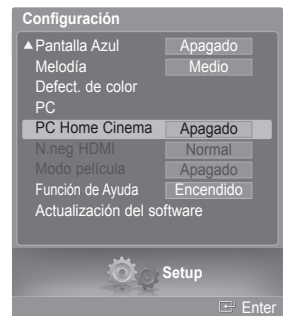 Configuración
▲ Pantalla Azul Apagado
Melodía Medio
Defect. de color
PC
PC Home Cinema Apagado
N.neg HDMI Normal
Modo película Apagado
Función de Ayuda Encendido
Actualización del software
Setup
Enter